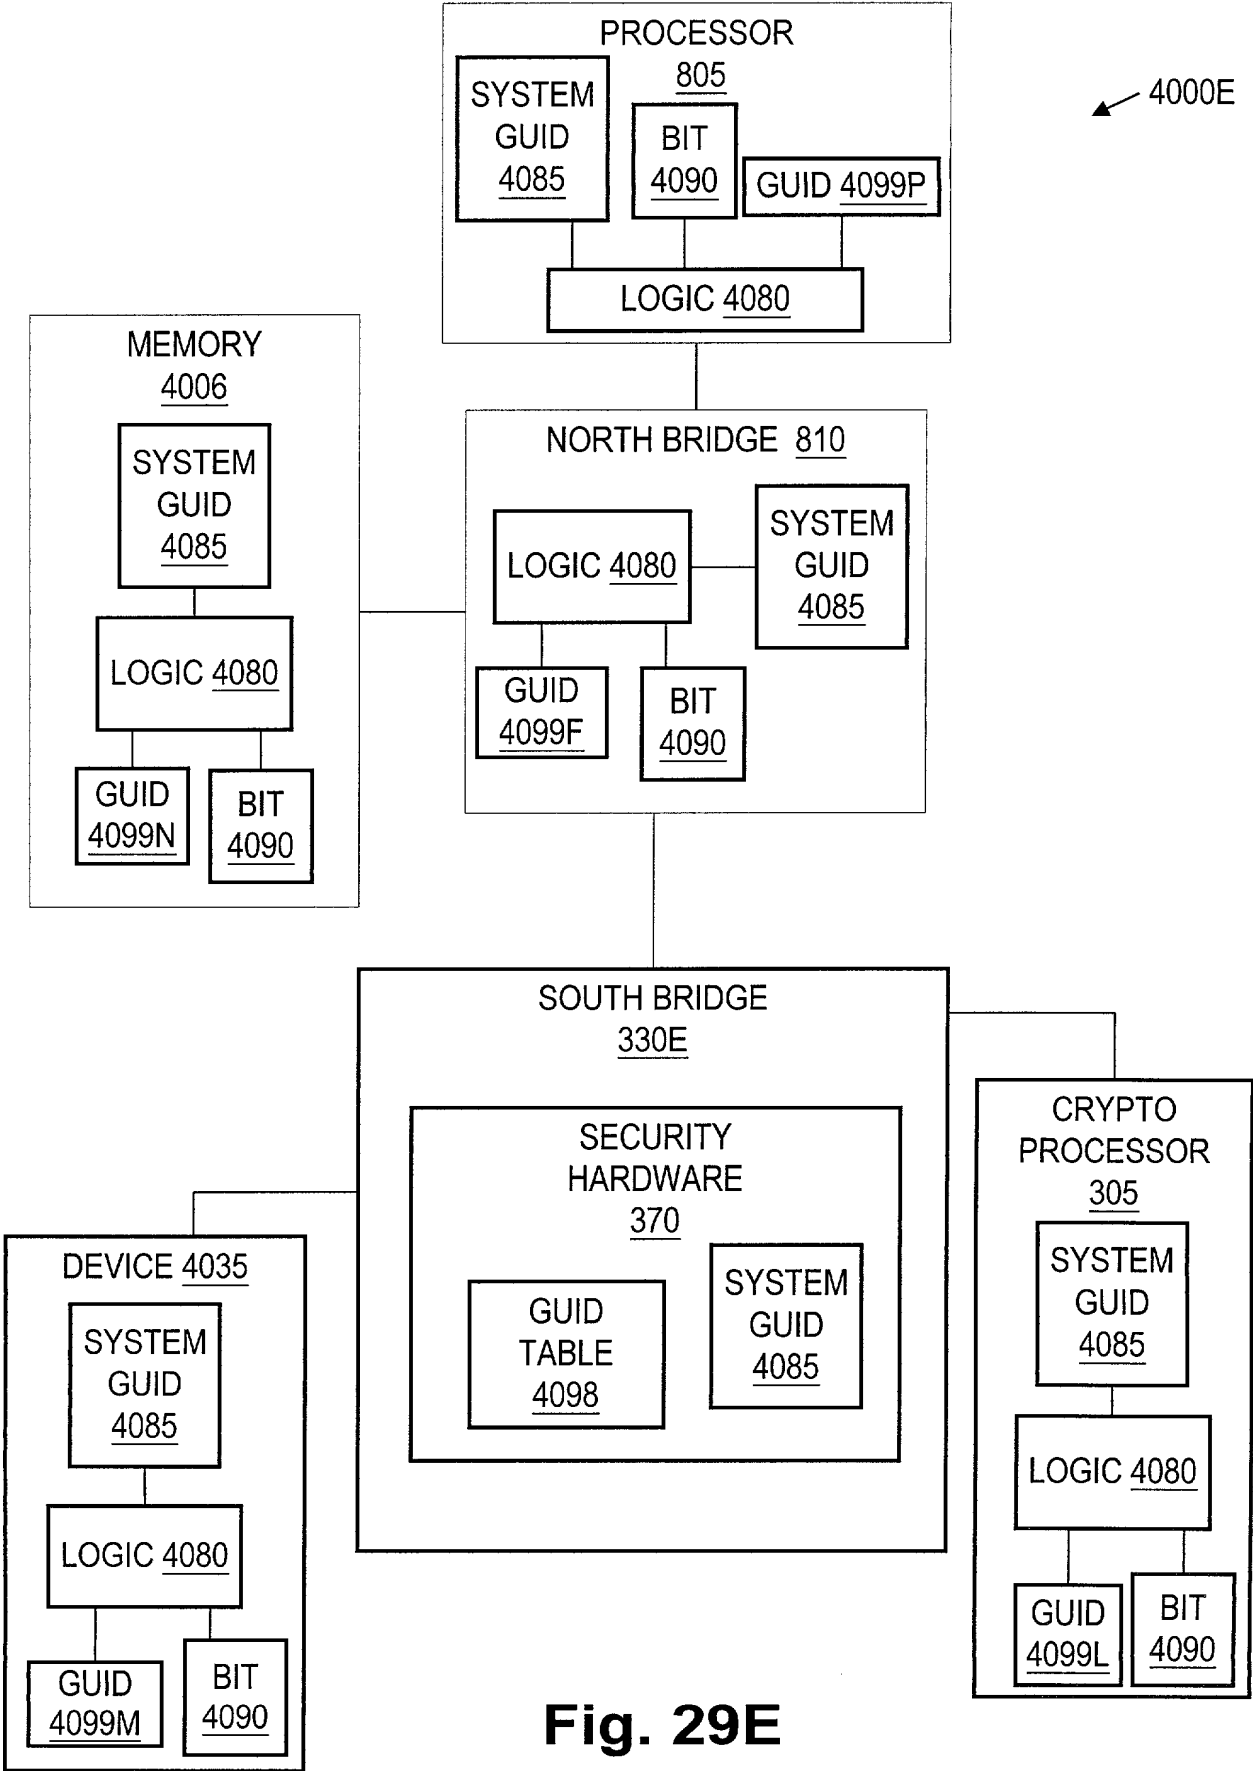 PROCESSOR
805
4000E
SYSTEM
GUID
4085
BIT
4090
GUID 4099P
LOGIC 4080
MEMORY
4006
SYSTEM
GUID
4085
LOGIC 4080
GUID
4099N
BIT
4090
NORTH BRIDGE 810
LOGIC 4080
SYSTEM
GUID
4085
GUID
4099F
BIT
4090
SOUTH BRIDGE
330E
SECURITY
HARDWARE
370
GUID
TABLE
4098
SYSTEM
GUID
4085
CRYPTO
PROCESSOR
305
SYSTEM
GUID
4085
LOGIC 4080
GUID
4099L
BIT
4090
DEVICE 4035
SYSTEM
GUID
4085
LOGIC 4080
GUID
4099M
BIT
4090
Fig. 29E